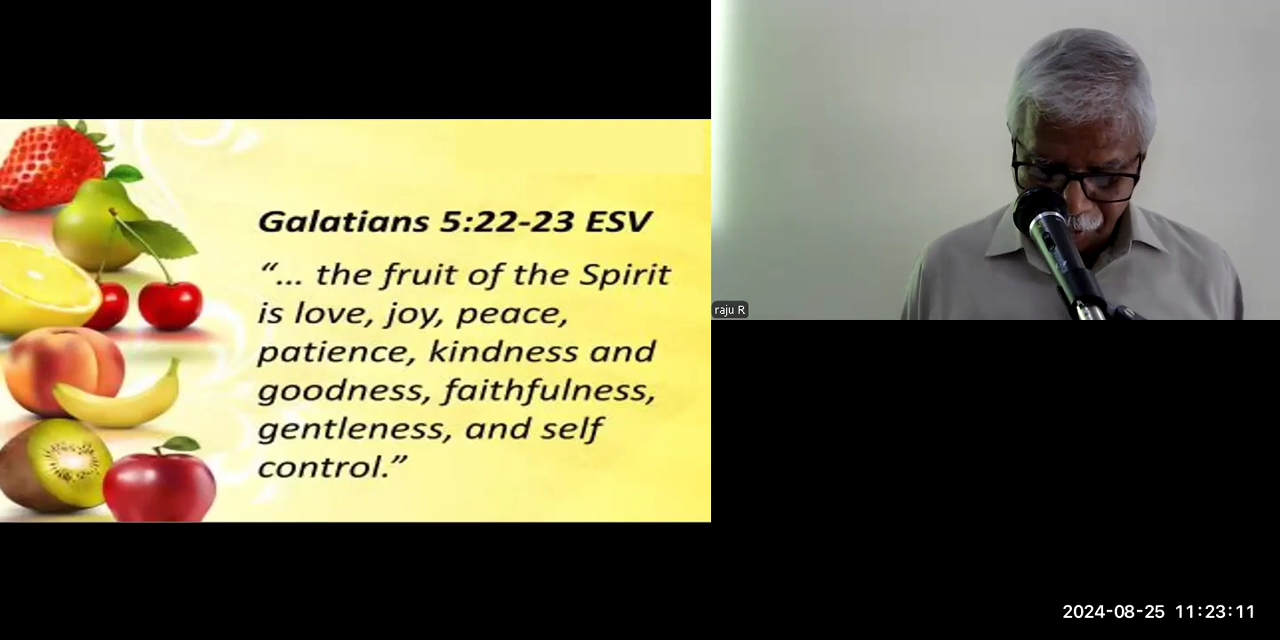 Galatians 5:22-23 ESV
“... the fruit of the Spirit
is love, joy, peace,
patience, kindness and
goodness, faithfulness,
gentleness, and self
control.”
raju R
2024-08-25 11:23:11